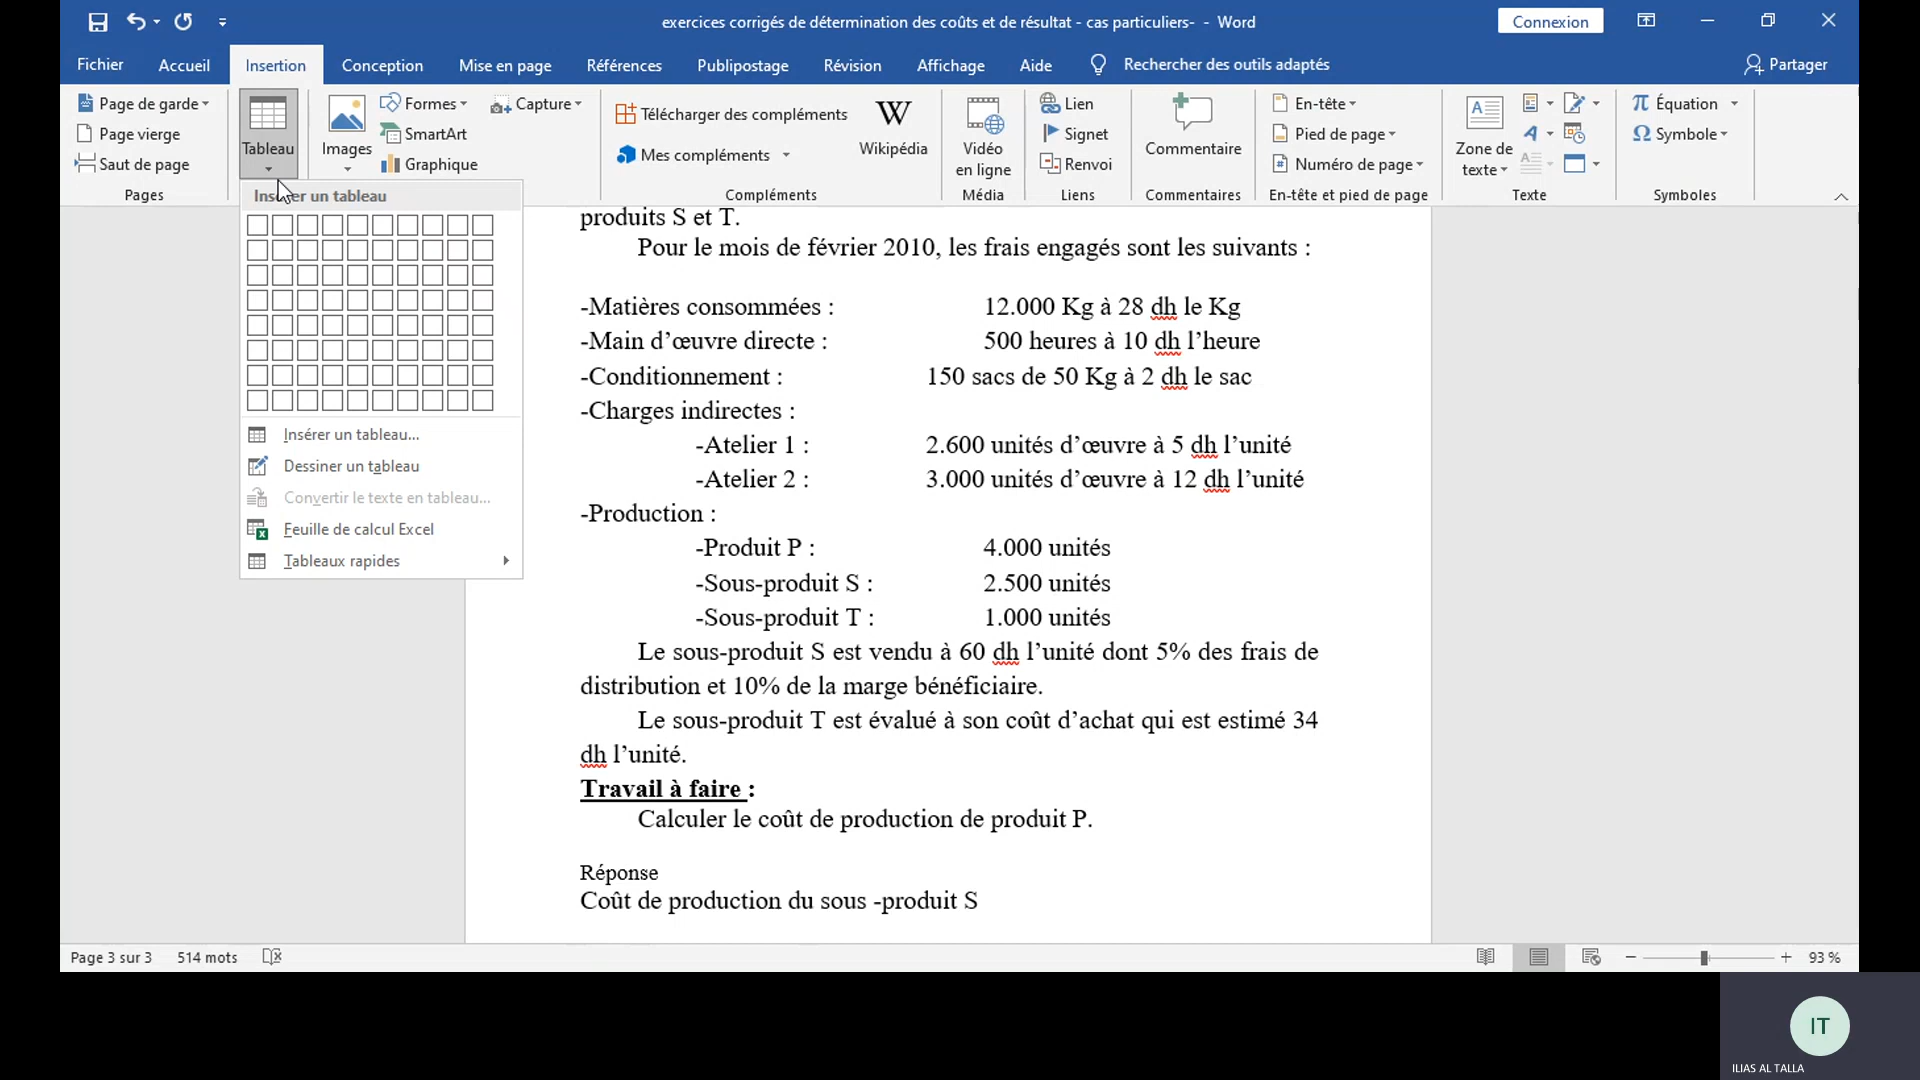 exercices corrigés de détermination des coûts et de résultat - cas particuliers- - Word
Connexion
Fichier Accueil Insertion Conception Mise en page Références Publipostage Révision Affichage Aide Rechercher des outils adaptés Partager
Page de garde
Page vierge
Saut de page
Pages
Tableau
Images
Formes
SmartArt
Graphique
Capture
Télécharger des compléments
Mes compléments
Wikipédia
Compléments
Vidéo
en ligne
Média
Lien
Signet
Renvoi
Liens
Commentaire
Commentaires
En-tête
Pied de page
Numéro de page
En-tête et pied de page
Zone de
texte
Texte
Équation
Symbole
Symboles
Insérer un tableau
Insérer un tableau...
Dessiner un tableau
Convertir le texte en tableau...
Feuille de calcul Excel
Tableaux rapides
produits S et T.
Pour le mois de février 2010, les frais engagés sont les suivants :
-Matières consommées : 12.000 Kg à 28 dh le Kg
-Main d’œuvre directe : 500 heures à 10 dh l’heure
-Conditionnement : 150 sacs de 50 Kg à 2 dh le sac
-Charges indirectes :
-Atelier 1 : 2.600 unités d’œuvre à 5 dh l’unité
-Atelier 2 : 3.000 unités d’œuvre à 12 dh l’unité
-Production :
-Produit P : 4.000 unités
-Sous-produit S : 2.500 unités
-Sous-produit T : 1.000 unités
Le sous-produit S est vendu à 60 dh l’unité dont 5% des frais de
distribution et 10% de la marge bénéficiaire.
Le sous-produit T est évalué à son coût d’achat qui est estimé 34
dh l’unité.
Travail à faire :
Calculer le coût de production de produit P.
Réponse
Coût de production du sous -produit S
Page 3 sur 3 514 mots 93 %
IT
ILIAS AL TALLA